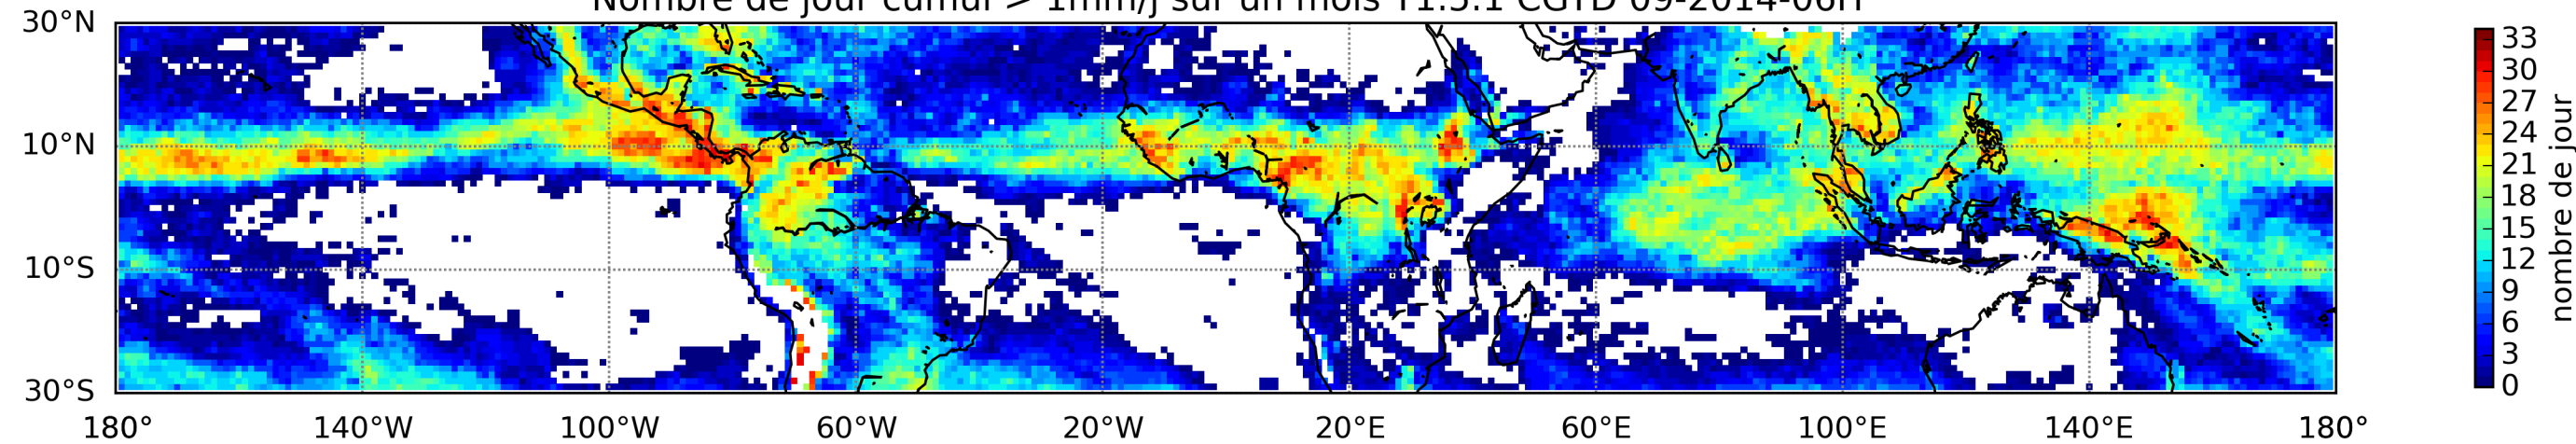 Nombre de jour cumul > 1mm/j sur un mois T1.5.1 CGTD 09-2014-06H
30°N
10°N
10°S
30°S
180° 140°W 100°W 60°W 20°W 20°E 60°E 100°E 140°E 180°
33
30
27
24
21
18
15
12
9
6
3
0
nombre de jour